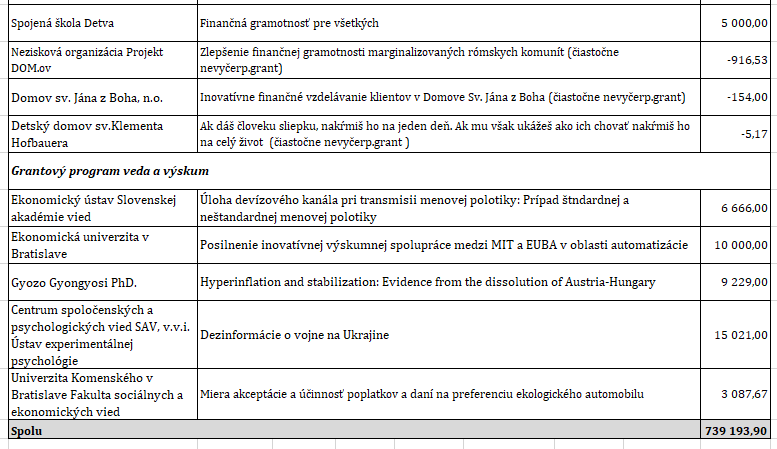 Spojená škola Detva
Finančná gramotnosť pre všetkých
5 000,00
Nezisková organizácia Projekt
DOM.ov
Zlepšenie finančnej gramotnosti marginalizovaných rómskych komunít (čiastočne
nevyčerp.grant)
-916,53
Domov sv. Jána z Boha, n.o.
Inovatívne finančné vzdelávanie klientov v Domove Sv. Jána z Boha (čiastočne nevyčerp.grant)
-154,00
Detský domov sv.Klementa
Hofbauera
Ak dáš človeku sliepku, nakŕmiš ho na jeden deň. Ak mu však ukážeš ako ich chovať nakŕmiš ho
na celý život  (čiastočne nevyčerp.grant )
-5,17
Grantový program veda a výskum
Ekonomický ústav Slovenskej
akadémie vied
Úloha devízového kanála pri transmisii menovej polotiky: Prípad štndardnej a
neštandardnej menovej polotiky
6 666,00
Ekonomická univerzita v
Bratislave
Posilnenie inovatívnej výskumnej spolupráce medzi MIT a EUBA v oblasti automatizácie
10 000,00
Gyozo Gyongyosi PhD.
Hyperinflation and stabilization: Evidence from the dissolution of Austria-Hungary
9 229,00
Centrum spoločenských a
psychologických vied SAV, v.v.i.
Ústav experimentálnej
psychológie
Dezinformácie o vojne na Ukrajine
15 021,00
Univerzita Komenského v
Bratislave Fakulta sociálnych a
ekonomických vied
Miera akceptácie a účinnosť poplatkov a daní na preferenciu ekologického automobilu
3 087,67
Spolu
739 193,90